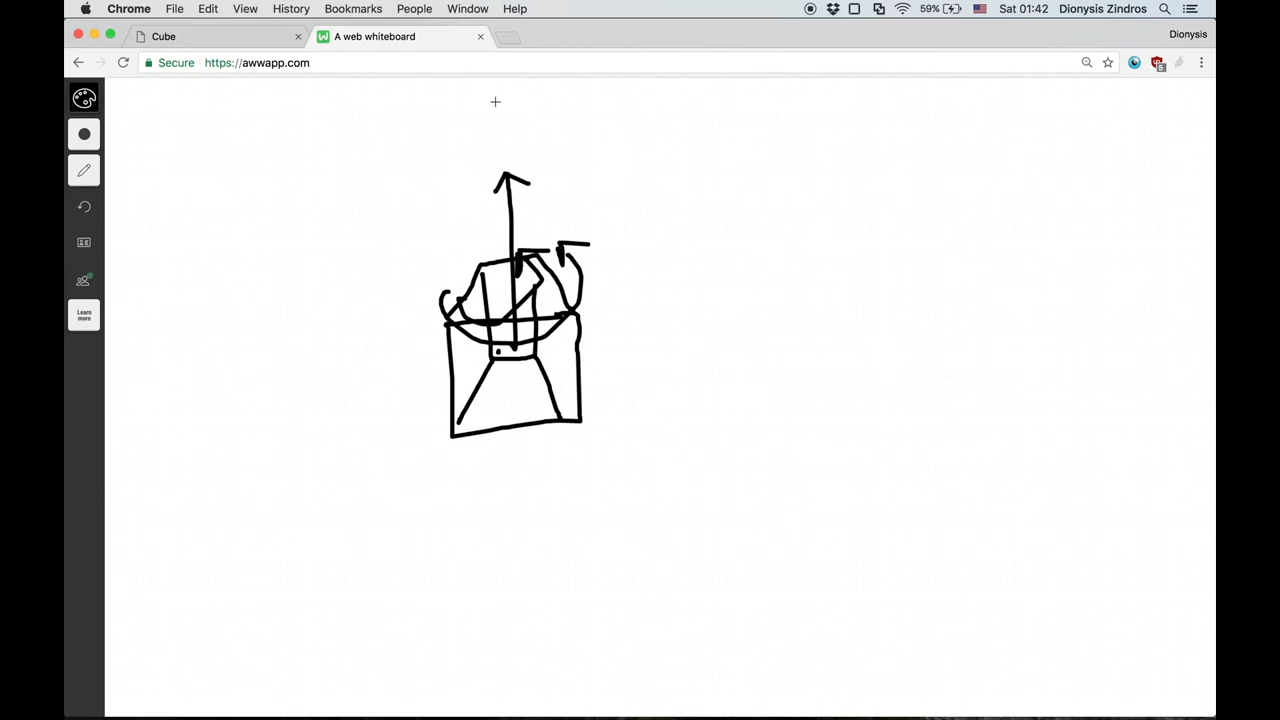 Chrome File Edit View History Bookmarks People Window Help 59% Sat 01:42 Dionysis Zindros
Cube A web whiteboard Dionysis
Secure https://awwapp.com
Learn more